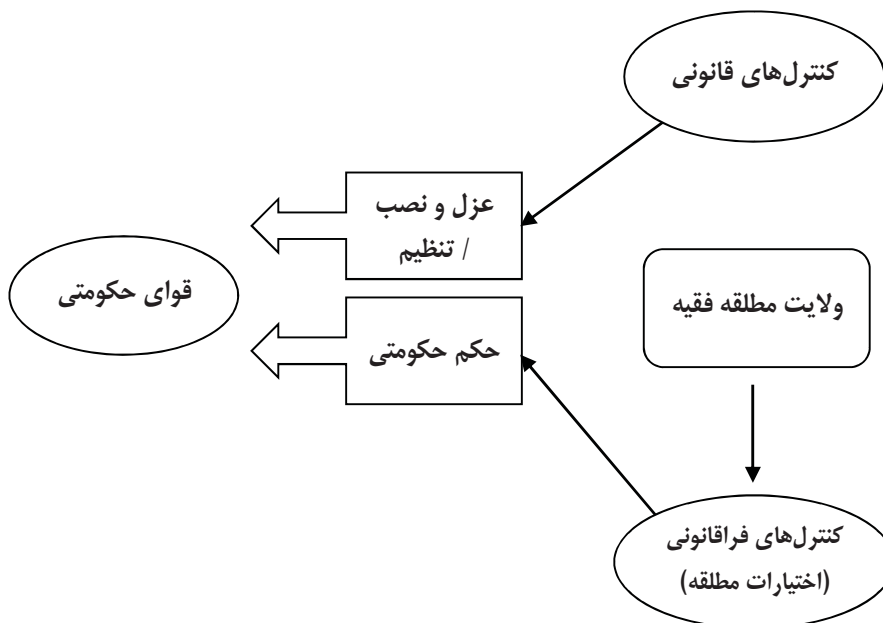 کنترل‌های قانونی
عزل و نصب
/ تنظیم
ولایت مطلقه فقیه
قوای حکومتی
حکم حکومتی
کنترل‌های فراقانونی
(اختیارات مطلقه)